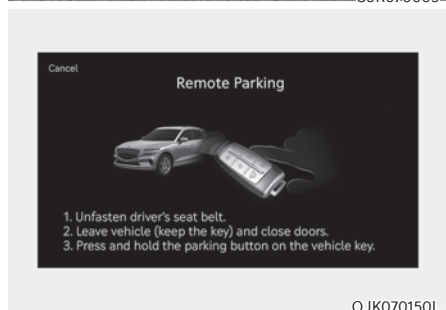 Cancel
Remote Parking
1. Unfasten driver's seat belt.
2. Leave vehicle (keep the key) and close doors.
3. Press and hold the parking button on the vehicle key.
OJK070150L